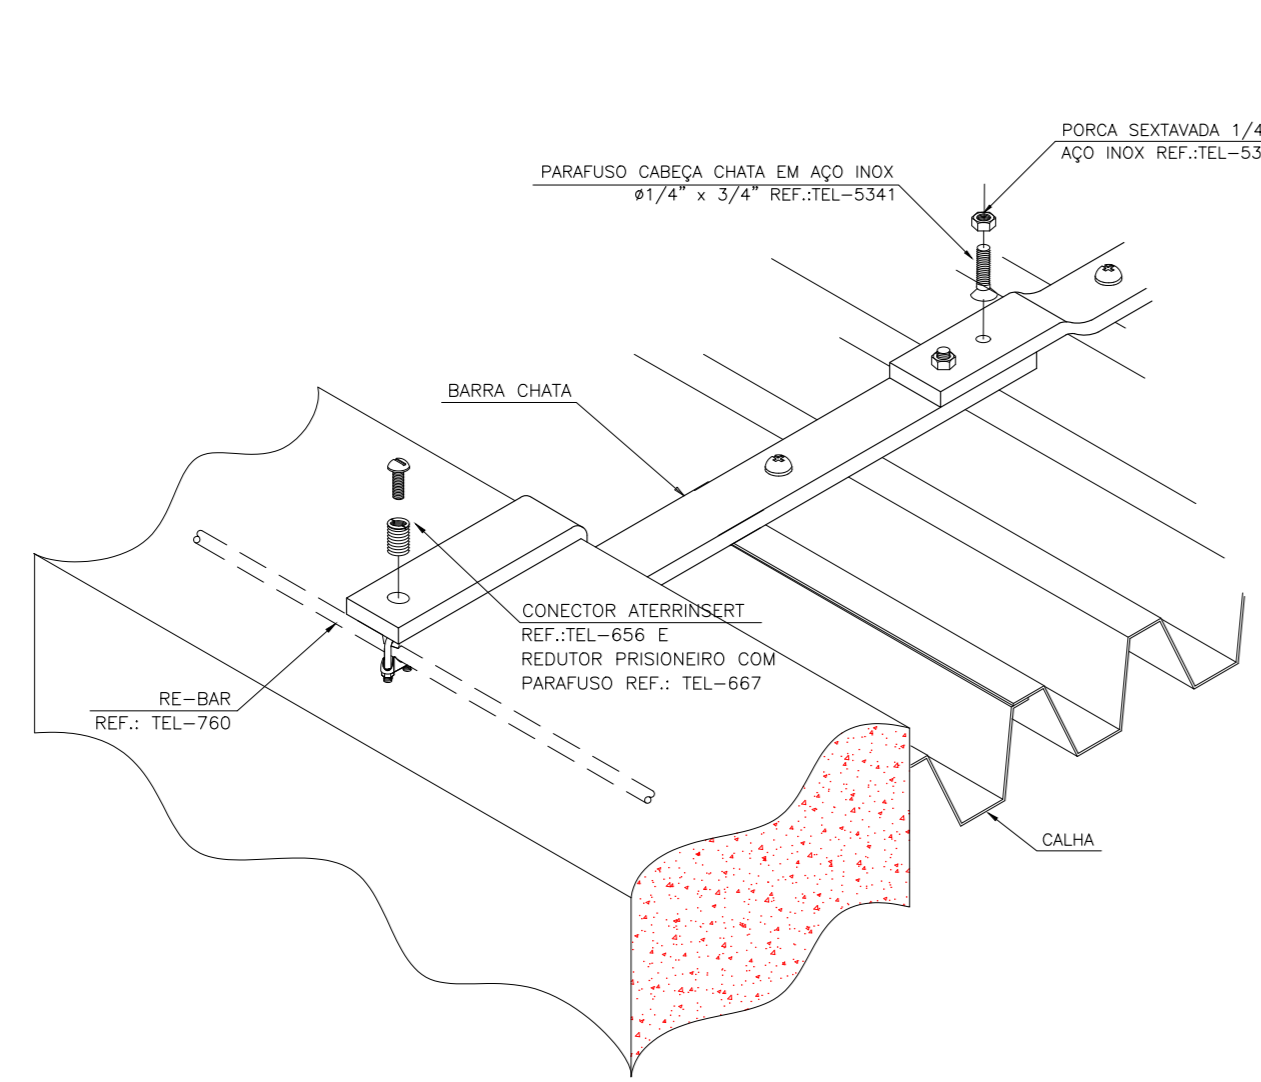 PORCA SEXTAVADA 1/4
AÇO INOX REF.:TEL-53
PARAFUSO CABEÇA CHATA EM AÇO INOX
ø1/4" x 3/4" REF.:TEL-5341
BARRA CHATA
CONECTOR ATERRINSERT
REF.:TEL-656 E
REDUTOR PRISIONEIRO COM
PARAFUSO REF.: TEL-667
RE-BAR
REF.: TEL-760
CALHA